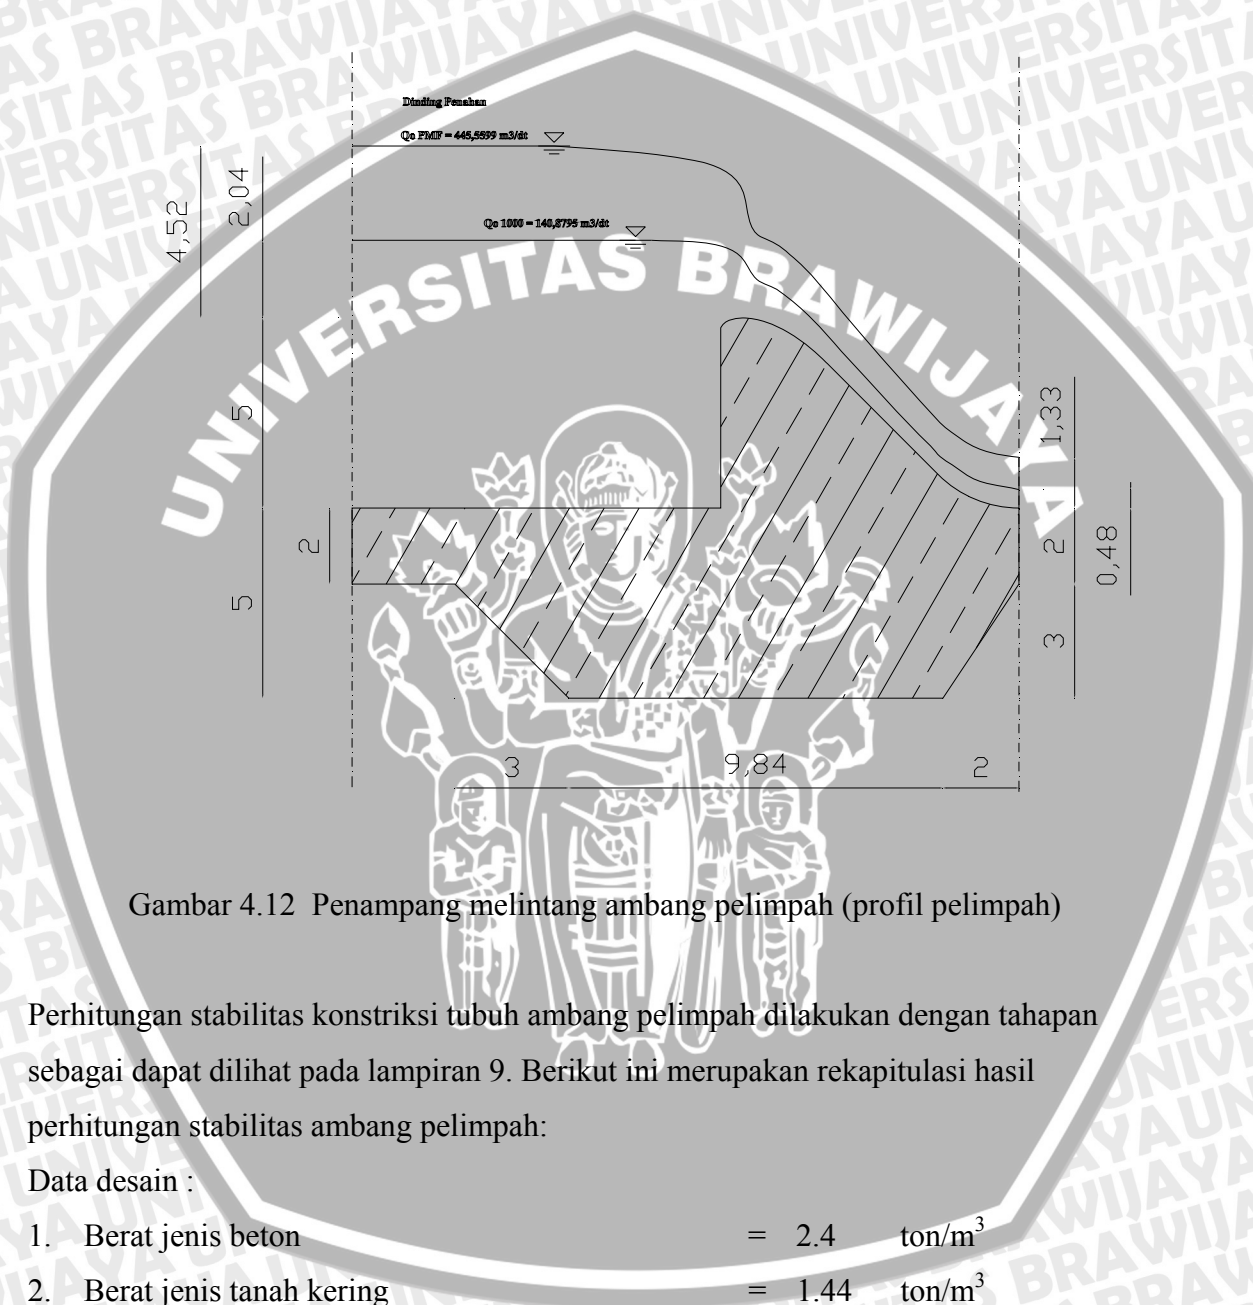 Dinding Penahan
Qo PMF = 445,5599 m3/dt
Qo 1000 = 140,8795 m3/dt
4,52
2,04
5
2
5
1,33
2
0,48
3
3
9,84
2
UNIVERSITAS BRAWIJAYA
Gambar 4.12 Penampang melintang ambang pelimpah (profil pelimpah)
Perhitungan stabilitas konstriksi tubuh ambang pelimpah dilakukan dengan tahapan
sebagai dapat dilihat pada lampiran 9. Berikut ini merupakan rekapitulasi hasil
perhitungan stabilitas ambang pelimpah:
Data desain :
1. Berat jenis beton = 2.4 ton/m³
2. Berat jenis tanah kering = 1.44 ton/m³